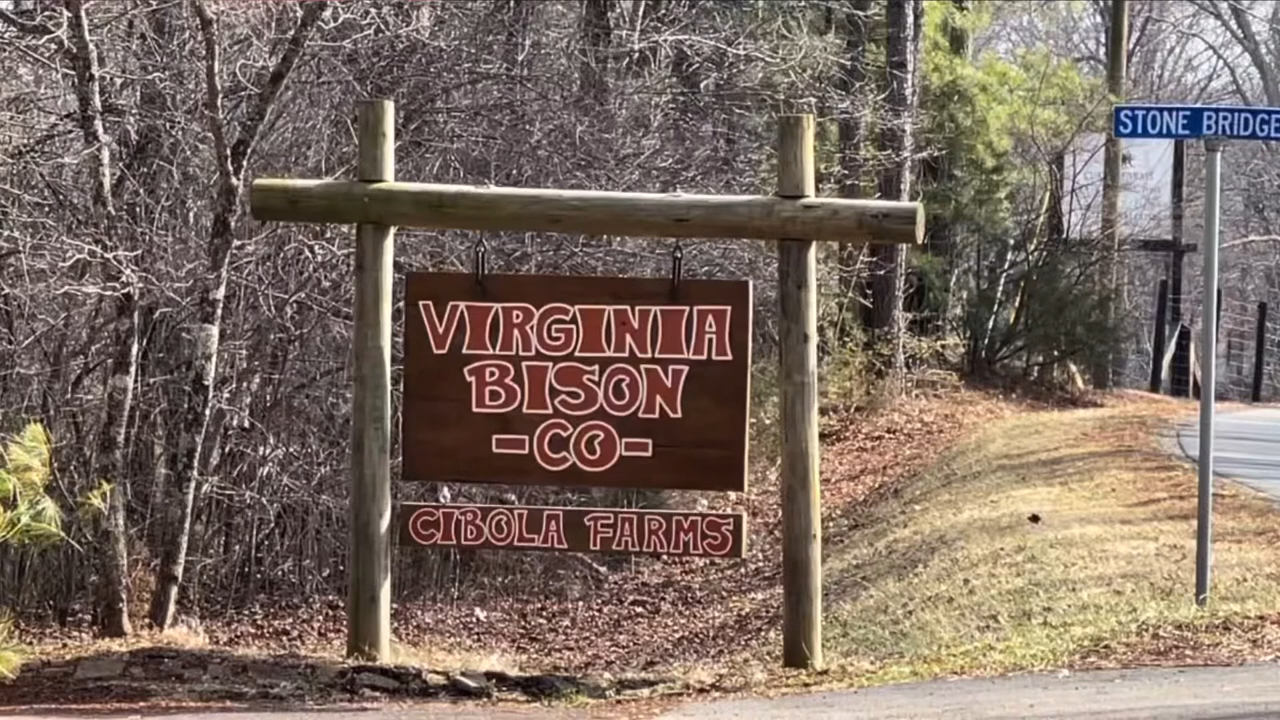 VIRGINIA
BISON
-CO-
CIBOLA FARMS
STONE BRIDGE